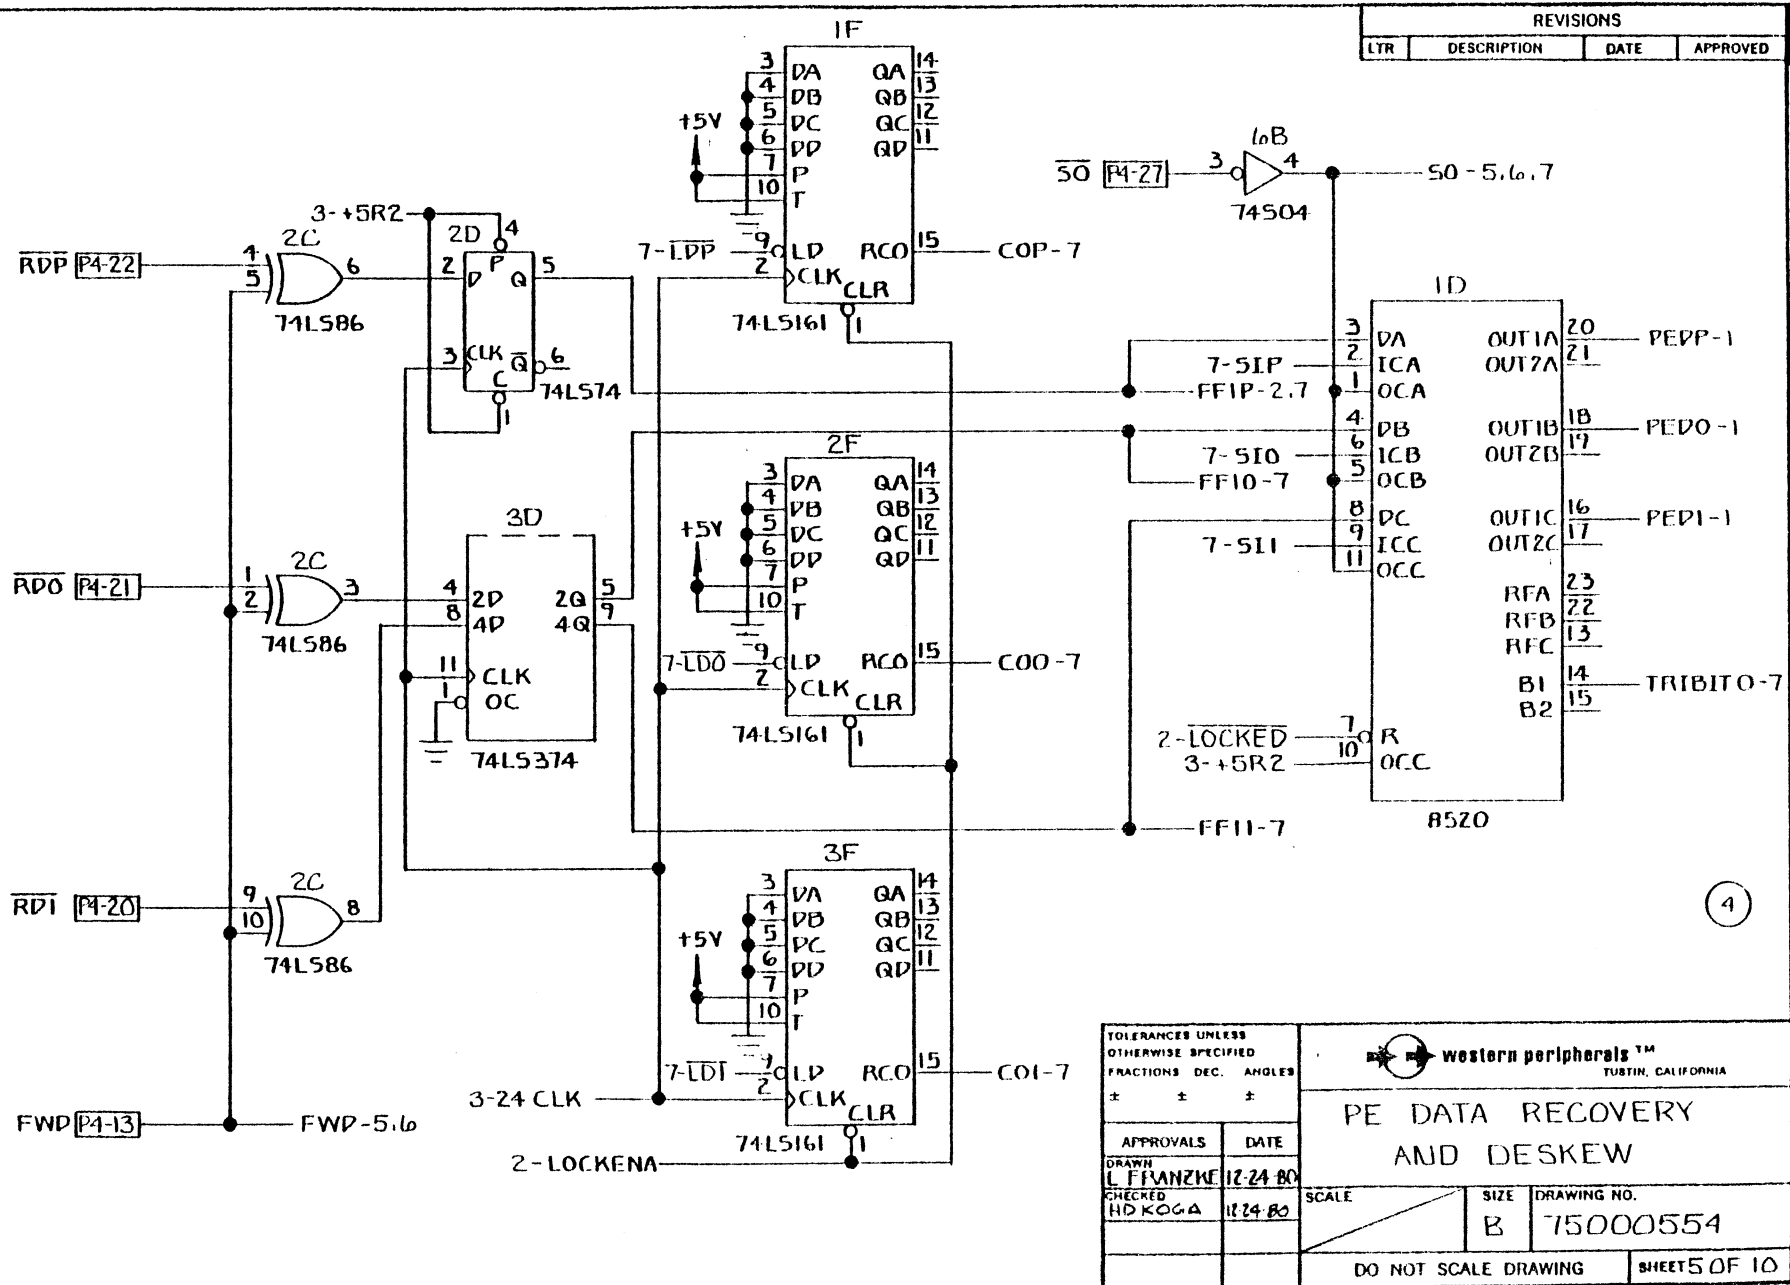 REVISIONS
LTR DESCRIPTION DATE APPROVED
1F
3 DA QA 14
4 DB QB 13
5 DC QC 12
6 DD QD 11
7 P
10 T
+5V
7-LDP 9 LD RCO 15 COP-7
2 CLK
CLR
74LS161 1
SO P4-27 3 6B 4 SO-5,6,7
74S04
3-+5R2
RDP P4-22 4 5 2C 6
74LS86
2D
4
P
2 D Q 5
3 CLK Q 6
C
1
74LS74
1D
3 DA OUT1A 20 PEDP-1
7-SIP 2 ICA OUT2A 21
FF1P-2,7 1 OCA
4 DB OUT1B 18 PED0-1
7-SI0 6 ICB OUT2B 19
FF10-7 5 OCB
8 DC OUT1C 16 PED1-1
7-SI1 9 ICC OUT2C 17
11 OCC
RFA 23
RFB 22
RFC 13
B1 14 TRIBIT0-7
B2 15
2-LOCKED 7 R
3-+5R2 10 OCC
8520
2F
3 DA QA 14
4 DB QB 13
5 DC QC 12
6 DD QD 11
7 P
10 T
+5V
7-LD0 9 LD RCO 15 CO0-7
2 CLK
CLR
74LS161 1
RD0 P4-21 1 2 2C 3
74LS86
3D
4 2D 2Q 5
8 4D 4Q 9
11 CLK
1 OC
74LS374
FF11-7
RD1 P4-20 9 10 2C 8
74LS86
3F
3 DA QA 14
4 DB QB 13
5 DC QC 12
6 DD QD 11
7 P
10 T
+5V
7-LD1 9 LD RCO 15 CO1-7
3-24 CLK 2 CLK
CLR
74LS161 1
FWD P4-13 FWD-5,6
2-LOCKENA
4
TOLERANCES UNLESS
OTHERWISE SPECIFIED
FRACTIONS DEC. ANGLES
± ± ±
APPROVALS DATE
DRAWN
L FRANZKE 12-24-80
CHECKED
HD KOGA 12-24-80
western peripherals ™
TUSTIN, CALIFORNIA
PE DATA RECOVERY
AND DESKEW
SCALE SIZE DRAWING NO.
B 75000554
DO NOT SCALE DRAWING SHEET 5 OF 10